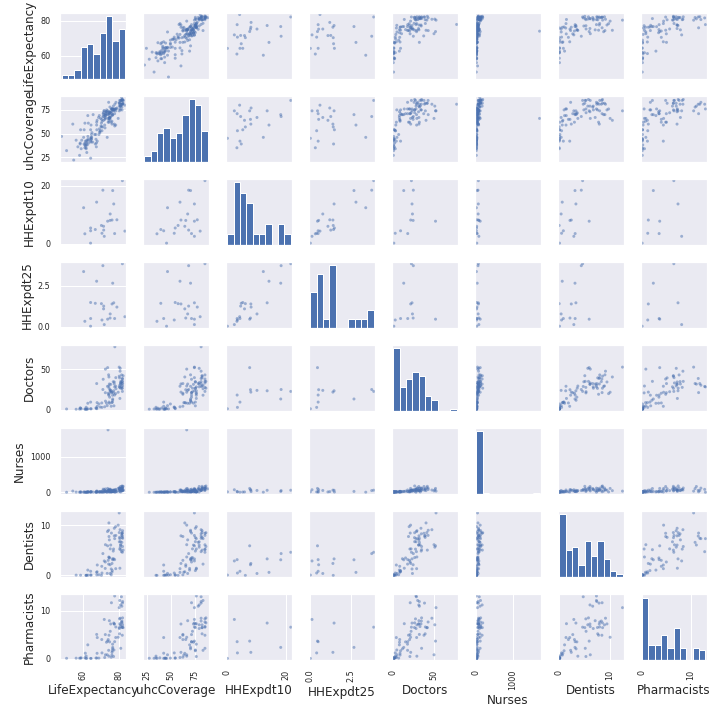 LifeExpectancy
80
60
uhcCoverage
75
50
25
HHExpdt10
20
0
HHExpdt25
2.5
0.0
Doctors
50
0
Nurses
1000
0
Dentists
10
0
Pharmacists
10
0
60 80 25 50 75 0 20 0.0 2.5 0 50 0 1000 0 10 0 10
LifeExpectancy uhcCoverage HHExpdt10 HHExpdt25 Doctors Nurses Dentists Pharmacists